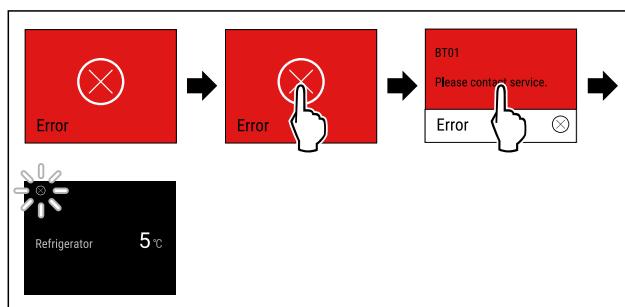 Error
Error
BT01
Please contact service.
Error
Refrigerator 5 °C